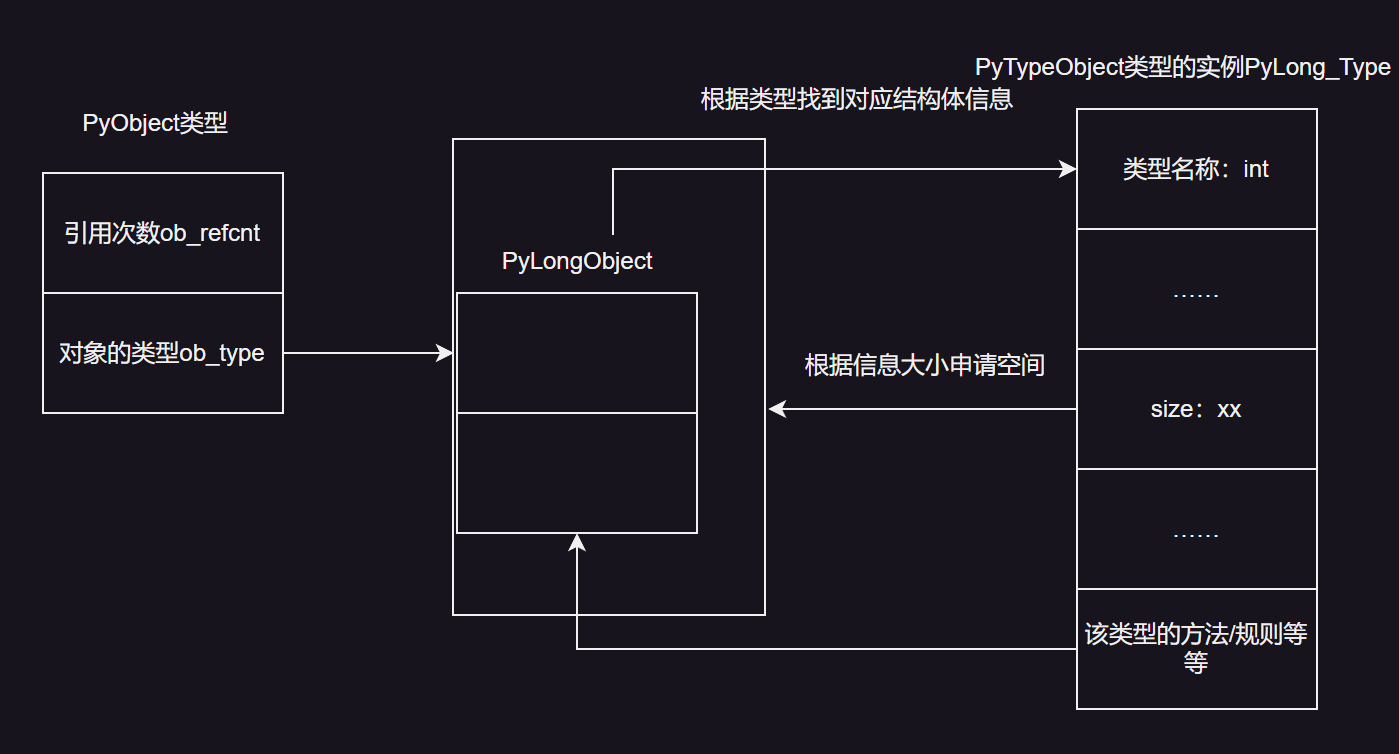 PyTypeObject类型的实例PyLong_Type
根据类型找到对应结构体信息
PyObject类型
类型名称：int
引用次数ob_refcnt
PyLongObject
……
对象的类型ob_type
根据信息大小申请空间
size：xx
……
该类型的方法/规则等
等